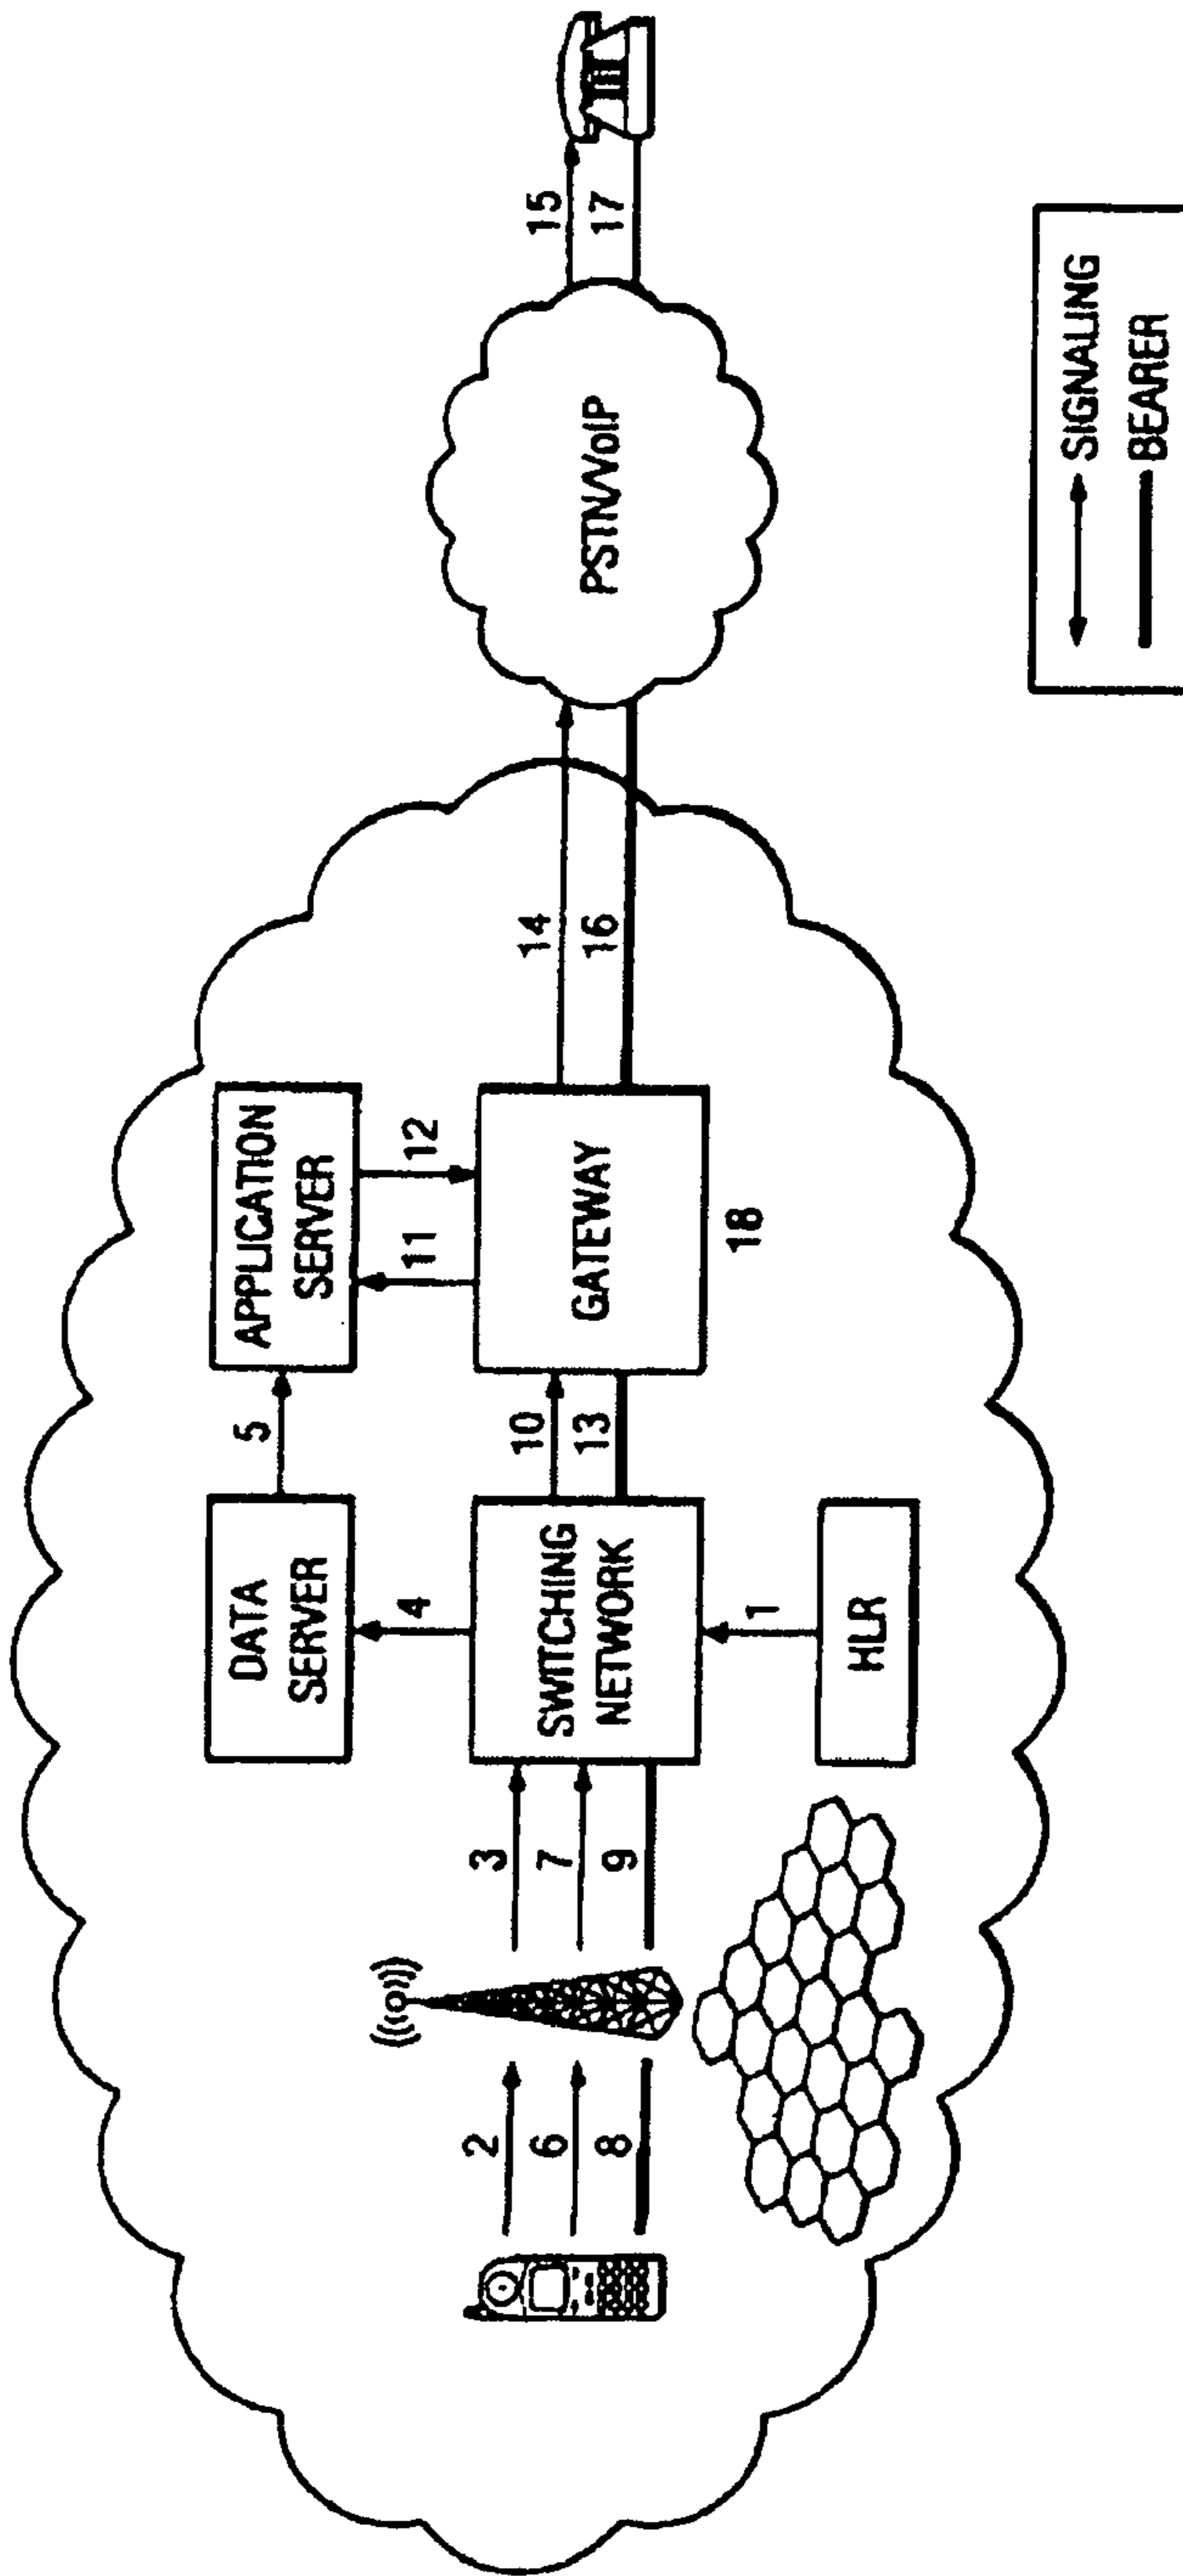 DATA
SERVER
5
APPLICATION
SERVER
4
11
12
2
3
6
7
8
9
SWITCHING
NETWORK
10
13
GATEWAY
18
14
16
PSTN/VoIP
15
17
1
HLR
SIGNALING
BEARER